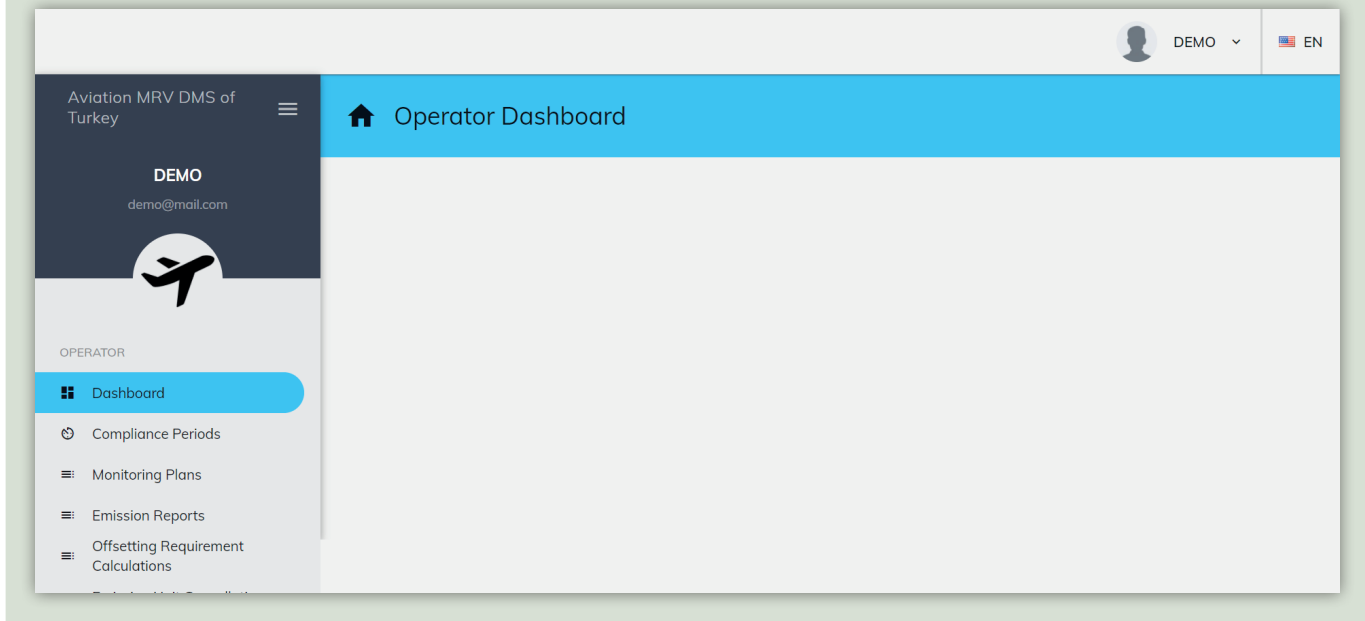 DEMO
EN
Aviation MRV DMS of
Turkey
Operator Dashboard
DEMO
demo@mail.com
OPERATOR
Dashboard
Compliance Periods
Monitoring Plans
Emission Reports
Offsetting Requirement
Calculations